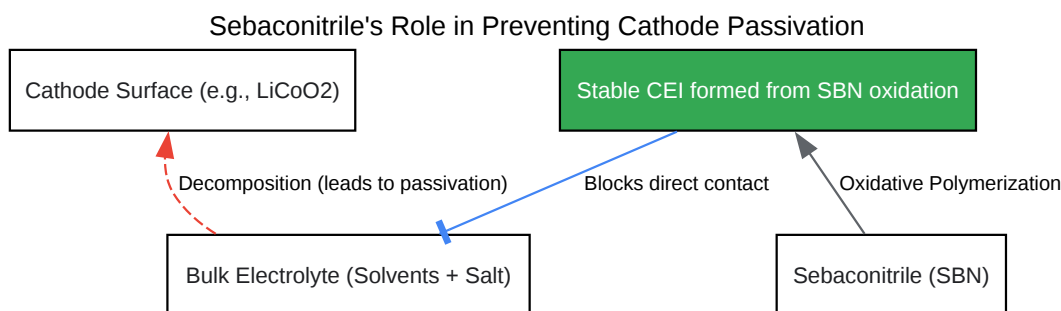 Sebaconitrile's Role in Preventing Cathode Passivation
Cathode Surface (e.g., LiCoO2)
Stable CEI formed from SBN oxidation
Decomposition (leads to passivation)
Blocks direct contact
Oxidative Polymerization
Bulk Electrolyte (Solvents + Salt)
Sebaconitrile (SBN)